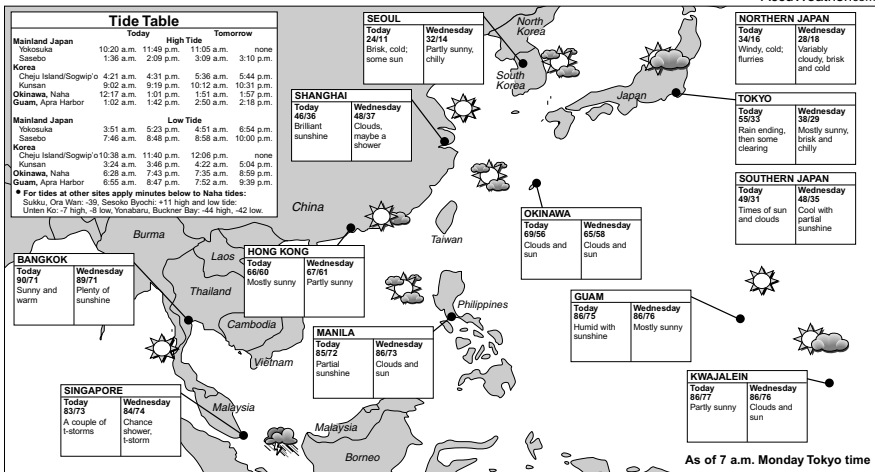 Tide Table
Today Tomorrow
Mainland Japan High Tide
Yokosuka 10:20 a.m. 11:49 p.m. 11:05 a.m. none
Sasebo 1:36 a.m. 2:09 p.m. 3:09 a.m. 3:10 p.m.
Korea
Cheju Island/Sogwip'o 4:21 a.m. 4:31 p.m. 5:36 a.m. 5:44 p.m.
Kunsan 9:02 a.m. 9:19 p.m. 10:12 a.m. 10:31 p.m.
Okinawa, Naha 12:17 a.m. 1:01 p.m. 1:51 a.m. 1:57 p.m.
Guam, Apra Harbor 1:02 a.m. 1:42 p.m. 2:50 a.m. 2:18 p.m.
Mainland Japan Low Tide
Yokosuka 3:51 a.m. 5:23 p.m. 4:51 a.m. 6:54 p.m.
Sasebo 7:46 a.m. 8:48 p.m. 8:58 a.m. 10:00 p.m.
Korea
Cheju Island/Sogwip'o 10:38 a.m. 11:40 p.m. 12:06 p.m. none
Kunsan 3:24 a.m. 3:46 p.m. 4:22 a.m. 5:04 p.m.
Okinawa, Naha 6:28 a.m. 7:43 p.m. 7:35 a.m. 8:59 p.m.
Guam, Apra Harbor 6:55 a.m. 8:47 p.m. 7:52 a.m. 9:39 p.m.
• For tides at other sites apply minutes below to Naha tides:
Sukku, Ora Wan: -39, Sesoko Byochi: +11 high and low tide:
Unten Ko: -7 high, -8 low, Yonabaru, Buckner Bay: -44 high, -42 low.
SEOUL
Today Wednesday
24/11 32/14
Brisk, cold; Partly sunny,
some sun chilly
North
Korea
South
Korea
NORTHERN JAPAN
Today Wednesday
34/16 28/18
Windy, cold; Variably
flurries cloudy, brisk
and cold
Japan
SHANGHAI
Today Wednesday
46/36 48/37
Brilliant Clouds,
sunshine maybe a
shower
TOKYO
Today Wednesday
55/33 38/29
Rain ending, Mostly sunny,
then some brisk and
clearing chilly
SOUTHERN JAPAN
Today Wednesday
49/31 48/35
Times of sun Cool with
and clouds partial
sunshine
China
Taiwan
OKINAWA
Today Wednesday
69/56 65/58
Clouds and Clouds and
sun sun
Burma
Laos
Thailand
Cambodia
Vietnam
BANGKOK
Today Wednesday
90/71 89/71
Sunny and Plenty of
warm sunshine
HONG KONG
Today Wednesday
66/60 67/61
Mostly sunny Partly sunny
Philippines
GUAM
Today Wednesday
86/75 86/76
Humid with Mostly sunny
sunshine
MANILA
Today Wednesday
85/72 86/73
Partial Clouds and
sunshine sun
KWAJALEIN
Today Wednesday
86/77 86/76
Partly sunny Clouds and
sun
SINGAPORE
Today Wednesday
83/73 84/74
A couple of Chance
t-storms shower,
t-storm
Malaysia
Malaysia
Borneo
As of 7 a.m. Monday Tokyo time